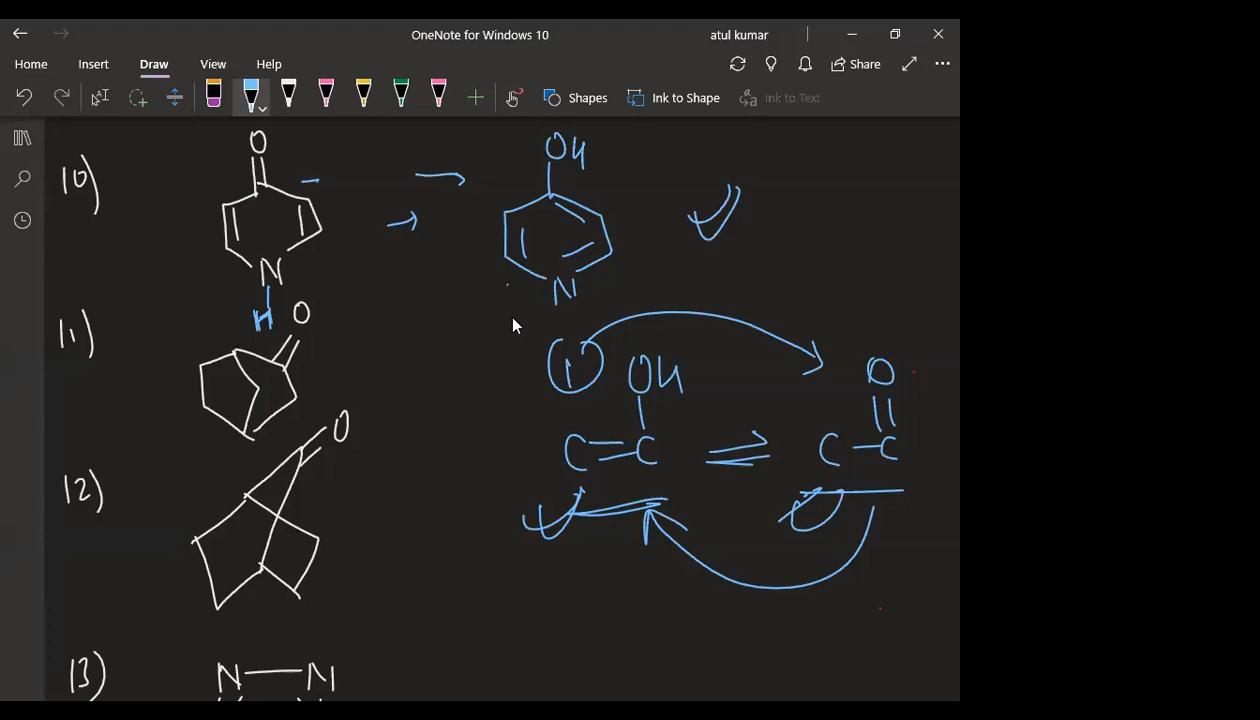 OneNote for Windows 10
atul kumar
Home Insert Draw View Help
Share
Shapes
Ink to Shape
Ink to Text
10)
O
N
H
OH
N
11)
O
1
OH
C=C
O
C-C
12)
O
13)
N-N